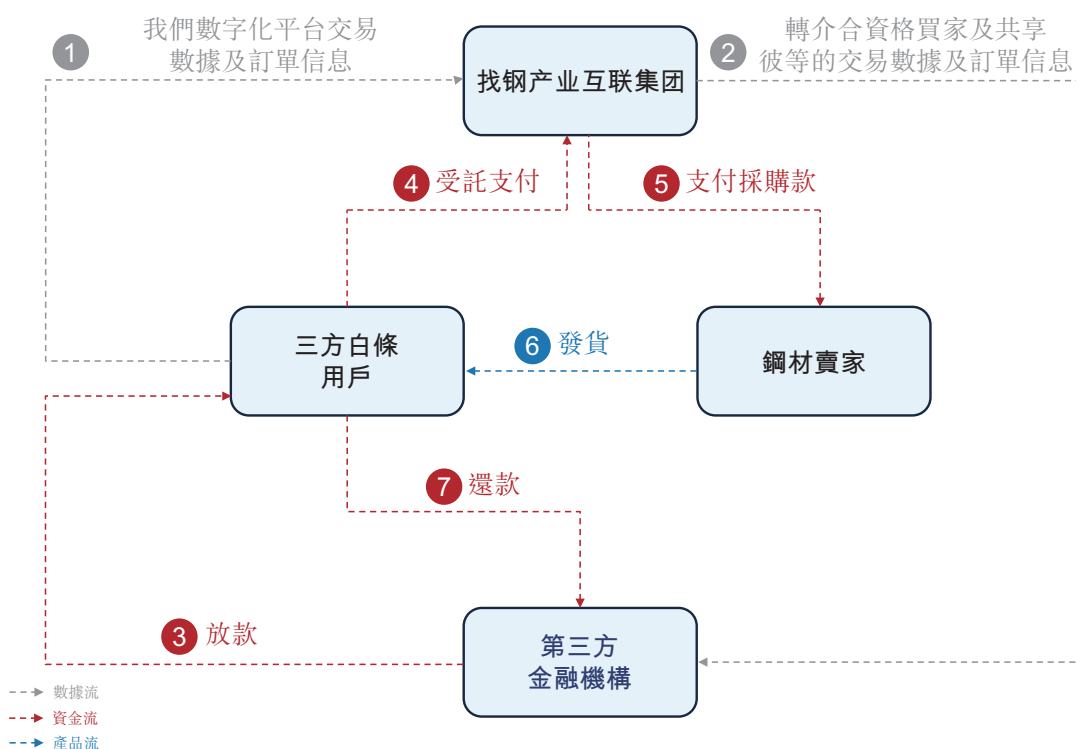 1
我們數字化平台交易
數據及訂單信息
找钢产业互联集团
2
轉介合資格買家及共享
彼等的交易數據及訂單信息
4 受託支付
5 支付採購款
三方白條
用戶
6 發貨
鋼材賣家
7 還款
3 放款
第三方
金融機構
數據流
資金流
產品流